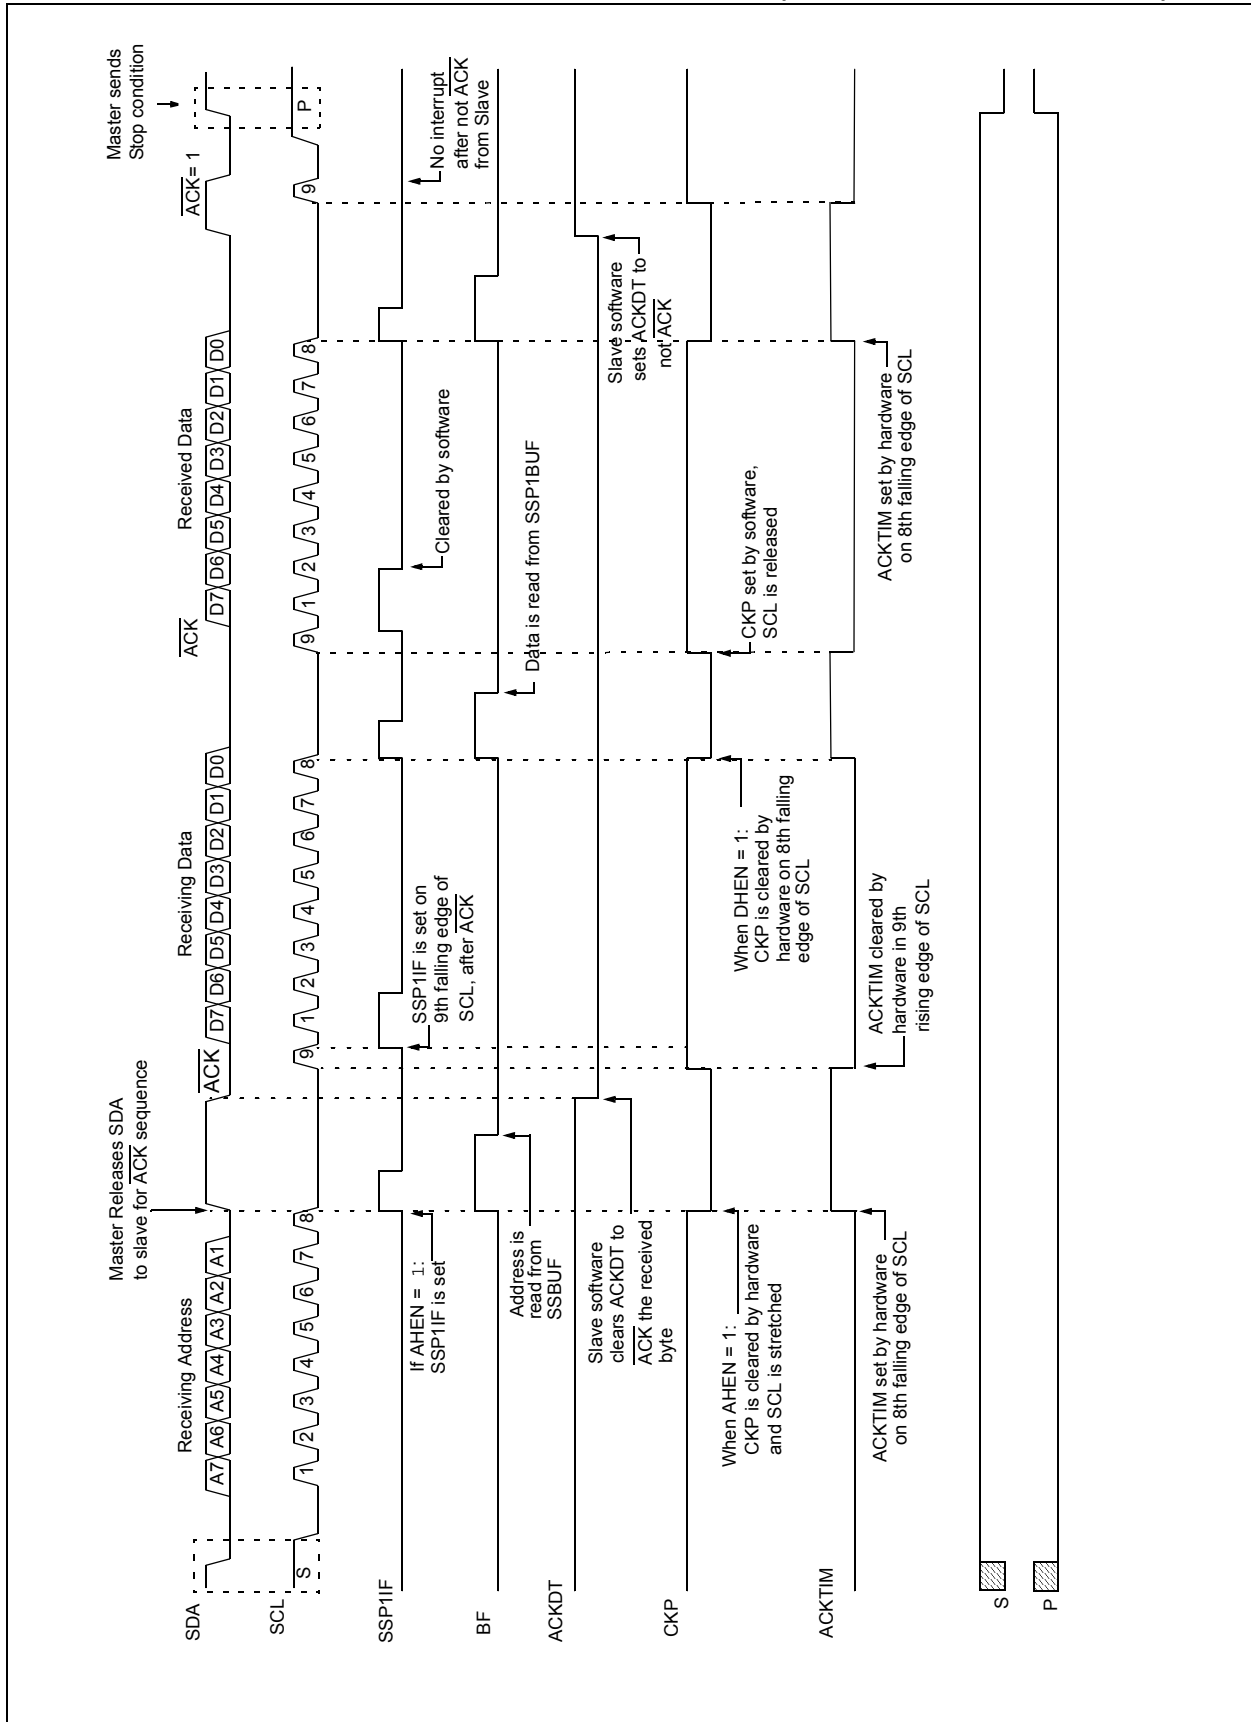 Master Releases SDA
to slave for ACK sequence
Master sends
Stop condition
Receiving Address
Receiving Data
Received Data
ACK
ACK
ACK= 1
SDA
A7 A6 A5 A4 A3 A2 A1
D7 D6 D5 D4 D3 D2 D1 D0
D7 D6 D5 D4 D3 D2 D1 D0
SCL
S
1 2 3 4 5 6 7 8 9
1 2 3 4 5 6 7 8 9
1 2 3 4 5 6 7 8 9
P
SSP1IF
If AHEN = 1:
SSP1IF is set
SSP1IF is set on
9th falling edge of
SCL, after ACK
Cleared by software
No interrupt
after not ACK
from Slave
BF
Address is
read from
SSBUF
Data is read from SSP1BUF
ACKDT
Slave software
clears ACKDT to
ACK the received
byte
Slave software
sets ACKDT to
not ACK
CKP
When AHEN = 1:
CKP is cleared by hardware
and SCL is stretched
When DHEN = 1:
CKP is cleared by
hardware on 8th falling
edge of SCL
CKP set by software,
SCL is released
ACKTIM
ACKTIM set by hardware
on 8th falling edge of SCL
ACKTIM cleared by
hardware in 9th
rising edge of SCL
ACKTIM set by hardware
on 8th falling edge of SCL
S
P